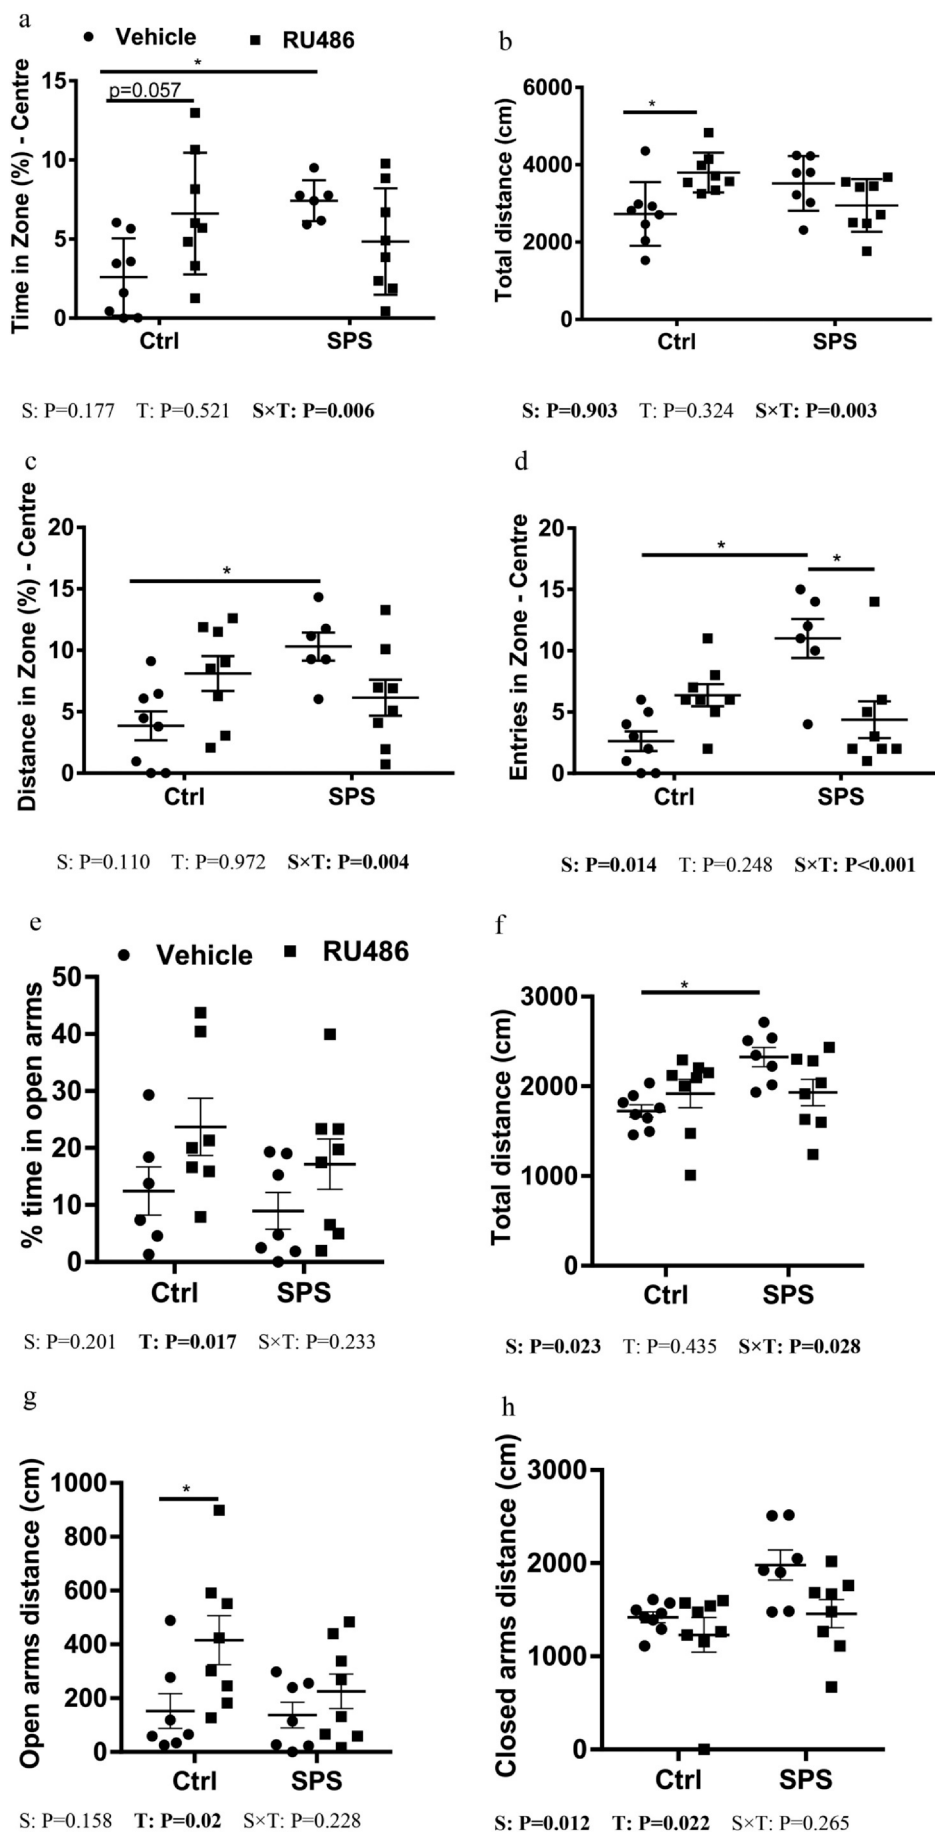 a
● Vehicle ■ RU486
Time in Zone (%) - Centre
15
10
5
0
*
p=0.057
Ctrl SPS
S: P=0.177 T: P=0.521 S×T: P=0.006
b
Total distance (cm)
6000
4000
2000
0
*
Ctrl SPS
S: P=0.903 T: P=0.324 S×T: P=0.003
c
Distance in Zone (%) - Centre
20
15
10
5
0
*
Ctrl SPS
S: P=0.110 T: P=0.972 S×T: P=0.004
d
Entries in Zone - Centre
20
15
10
5
0
*
*
Ctrl SPS
S: P=0.014 T: P=0.248 S×T: P<0.001
e
● Vehicle ■ RU486
% time in open arms
50
40
30
20
10
0
Ctrl SPS
S: P=0.201 T: P=0.017 S×T: P=0.233
f
Total distance (cm)
3000
2000
1000
0
*
Ctrl SPS
S: P=0.023 T: P=0.435 S×T: P=0.028
g
Open arms distance (cm)
1000
800
600
400
200
0
*
Ctrl SPS
S: P=0.158 T: P=0.02 S×T: P=0.228
h
Closed arms distance (cm)
3000
2000
1000
0
Ctrl SPS
S: P=0.012 T: P=0.022 S×T: P=0.265